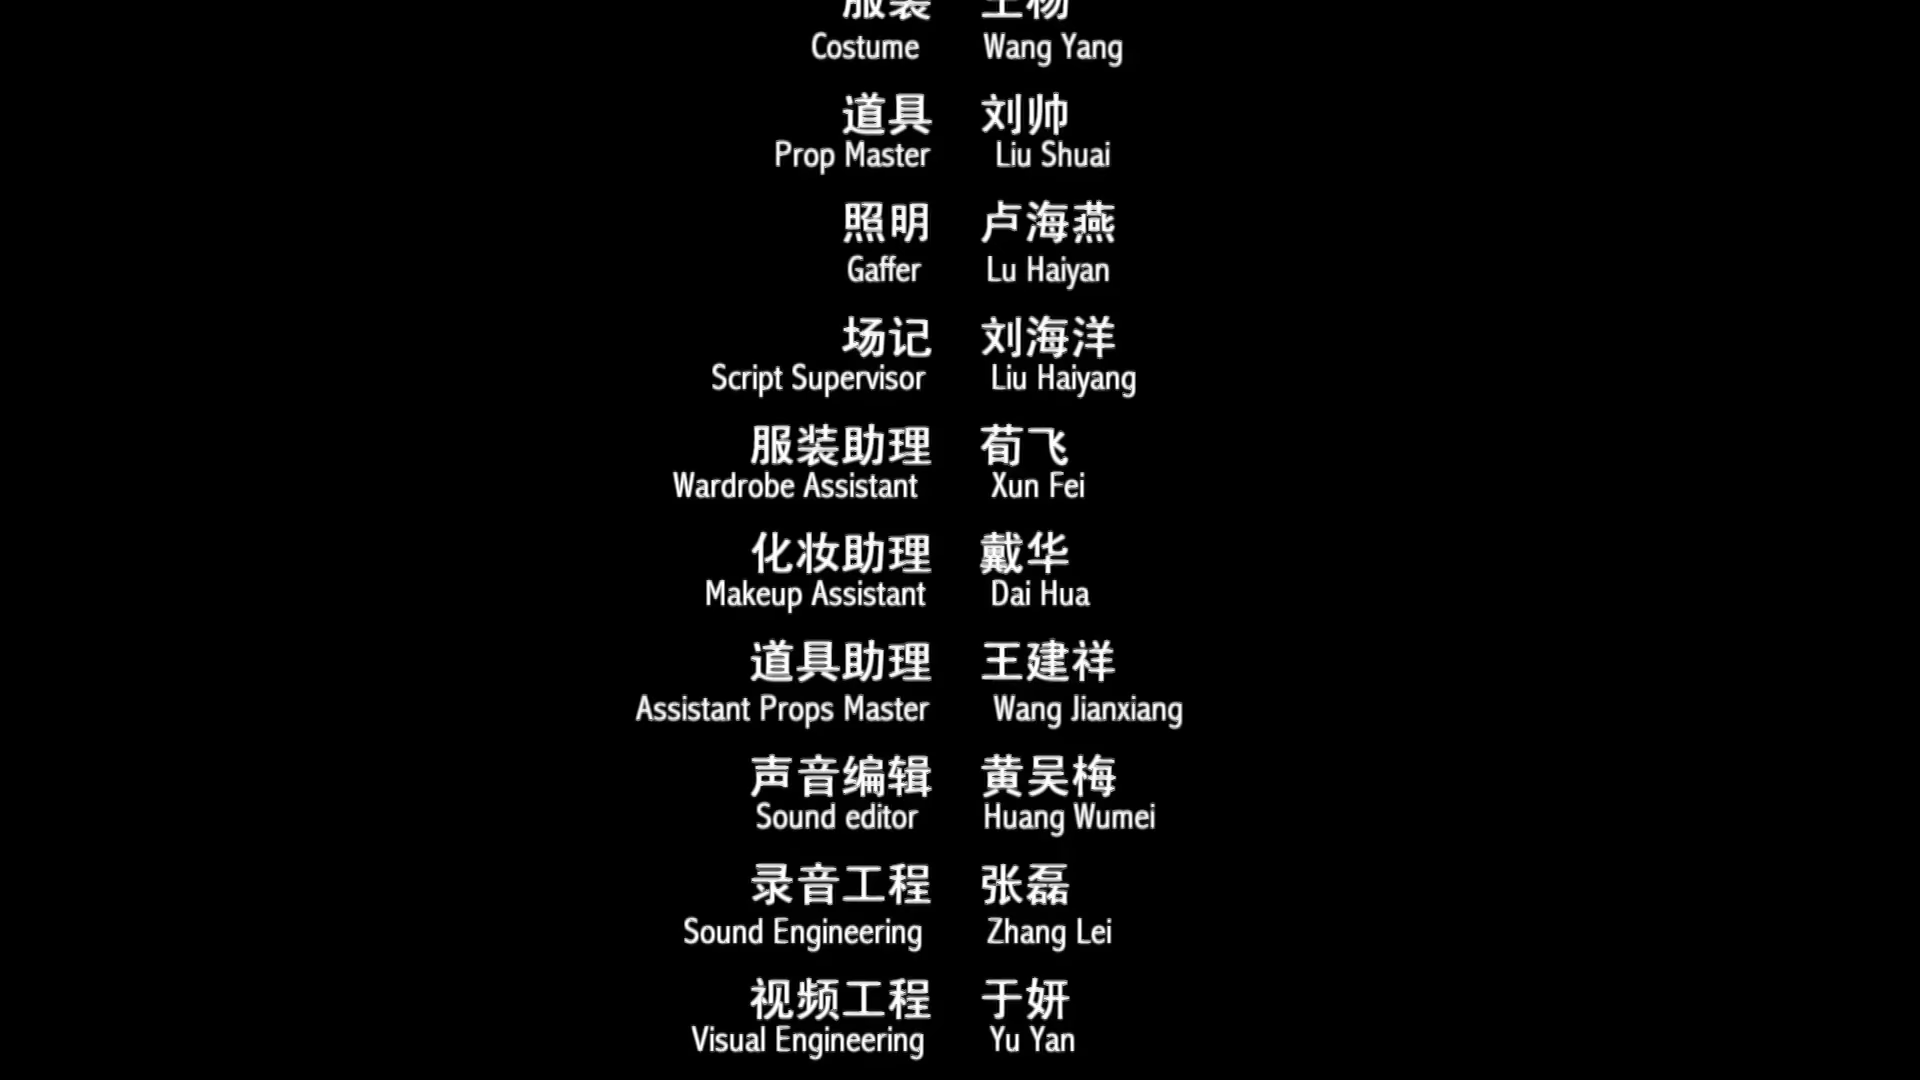 服装 王杨
Costume Wang Yang
道具 刘帅
Prop Master Liu Shuai
照明 卢海燕
Gaffer Lu Haiyan
场记 刘海洋
Script Supervisor Liu Haiyang
服装助理 荀飞
Wardrobe Assistant Xun Fei
化妆助理 戴华
Makeup Assistant Dai Hua
道具助理 王建祥
Assistant Props Master Wang Jianxiang
声音编辑 黄吴梅
Sound editor Huang Wumei
录音工程 张磊
Sound Engineering Zhang Lei
视频工程 于妍
Visual Engineering Yu Yan